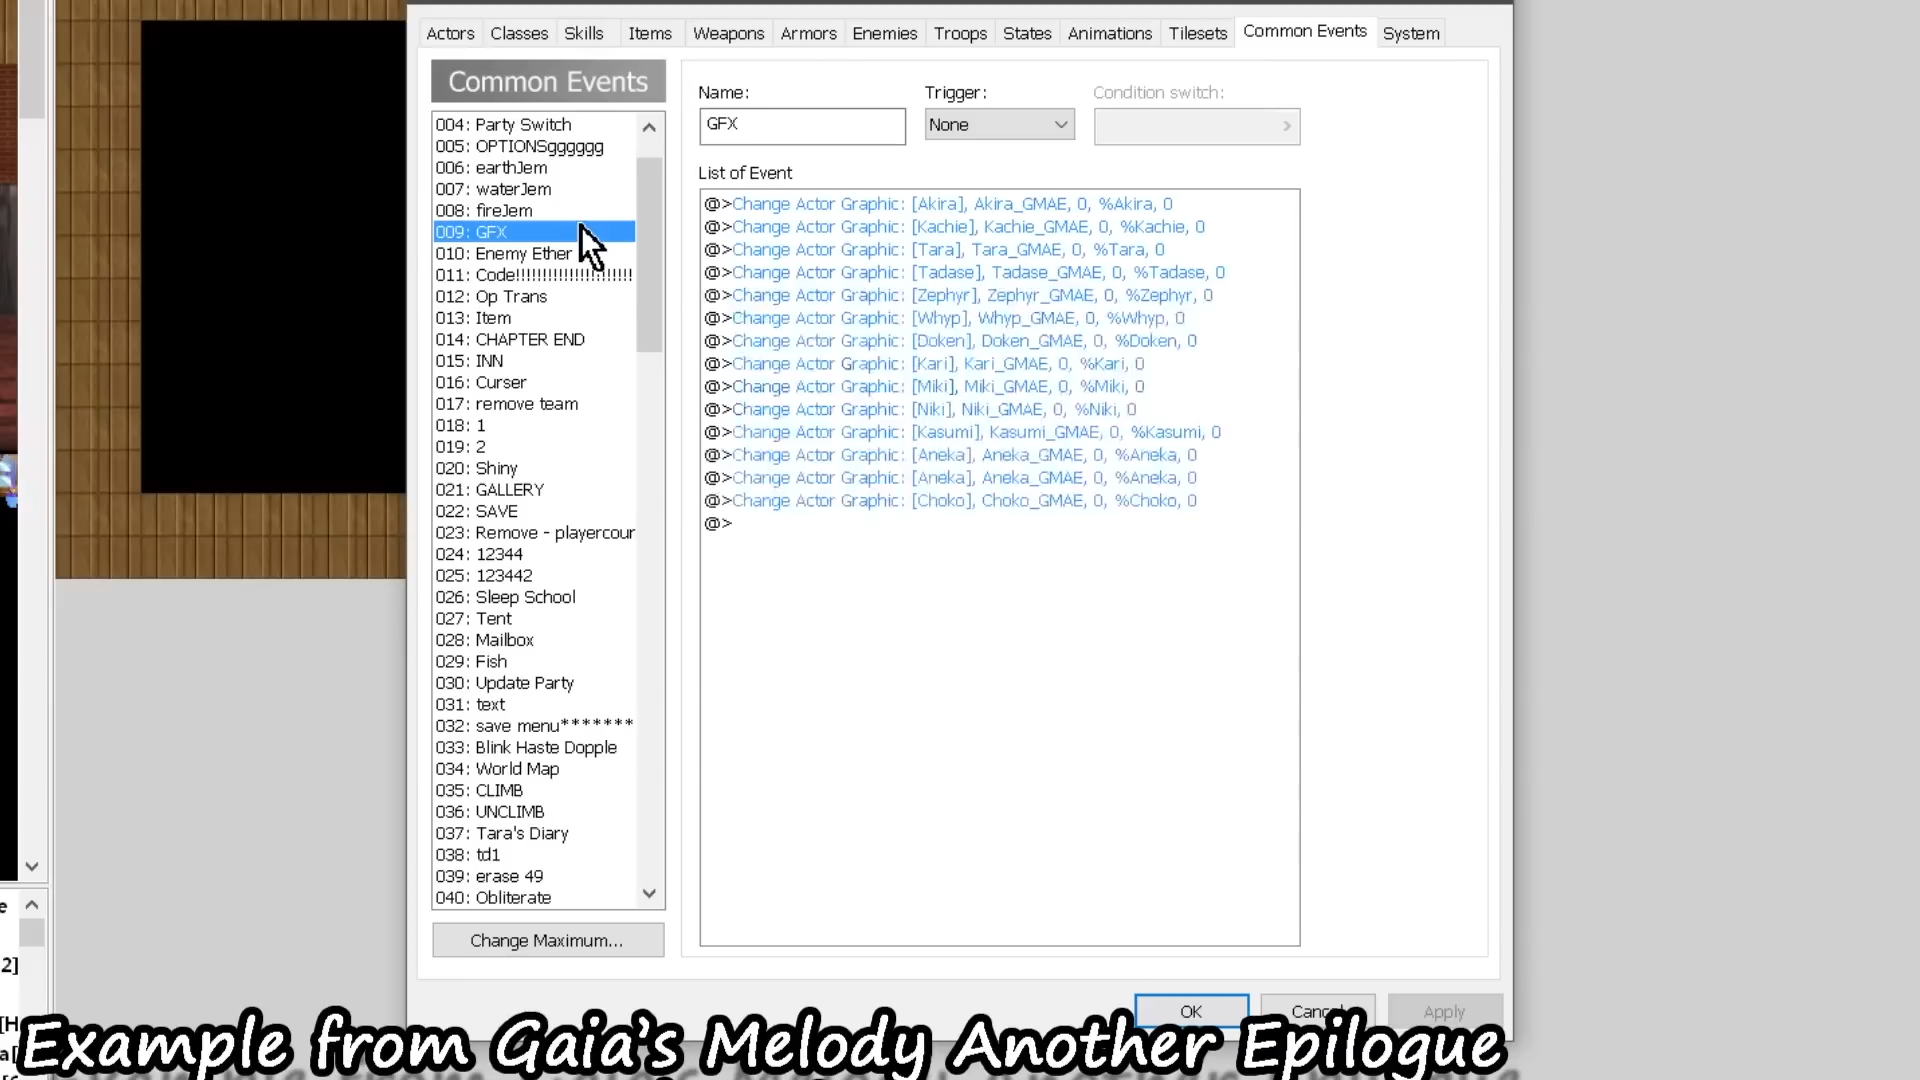 Actors Classes Skills Items Weapons Armors Enemies Troops States Animations Tilesets Common Events System
Common Events
004: Party Switch
005: OPTIONSgggggg
006: earthJem
007: waterJem
008: fireJem
009: GFX
010: Enemy Ether
011: Code!!!!!!!!!!!!!!!!!!!!!!
012: Op Trans
013: Item
014: CHAPTER END
015: INN
016: Curser
017: remove team
018: 1
019: 2
020: Shiny
021: GALLERY
022: SAVE
023: Remove - playercour
024: 12344
025: 123442
026: Sleep School
027: Tent
028: Mailbox
029: Fish
030: Update Party
031: text
032: save menu*******
033: Blink Haste Dopple
034: World Map
035: CLIMB
036: UNCLIMB
037: Tara's Diary
038: td1
039: erase 49
040: Obliterate
Change Maximum...
Name:
GFX
Trigger:
None
Condition switch:
List of Event
@>Change Actor Graphic: [Akira], Akira_GMAE, 0, %Akira, 0
@>Change Actor Graphic: [Kachie], Kachie_GMAE, 0, %Kachie, 0
@>Change Actor Graphic: [Tara], Tara_GMAE, 0, %Tara, 0
@>Change Actor Graphic: [Tadase], Tadase_GMAE, 0, %Tadase, 0
@>Change Actor Graphic: [Zephyr], Zephyr_GMAE, 0, %Zephyr, 0
@>Change Actor Graphic: [Whyp], Whyp_GMAE, 0, %Whyp, 0
@>Change Actor Graphic: [Doken], Doken_GMAE, 0, %Doken, 0
@>Change Actor Graphic: [Kari], Kari_GMAE, 0, %Kari, 0
@>Change Actor Graphic: [Miki], Miki_GMAE, 0, %Miki, 0
@>Change Actor Graphic: [Niki], Niki_GMAE, 0, %Niki, 0
@>Change Actor Graphic: [Kasumi], Kasumi_GMAE, 0, %Kasumi, 0
@>Change Actor Graphic: [Aneka], Aneka_GMAE, 0, %Aneka, 0
@>Change Actor Graphic: [Aneka], Aneka_GMAE, 0, %Aneka, 0
@>Change Actor Graphic: [Choko], Choko_GMAE, 0, %Choko, 0
@>
2]
OK Cancel Apply
Example from Gaia's Melody Another Epilogue